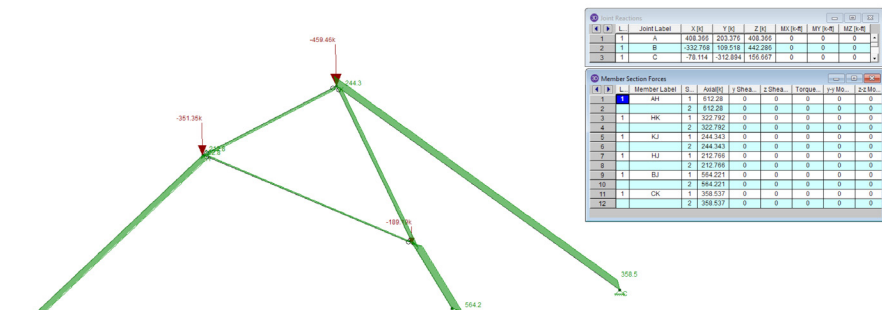 -459.46k
244.3
-351.35k
564.2
358.5
C
Joint Reactions
L... Joint Label X [k] Y [k] Z [k] MX [k-ft] MY [k-ft] MZ [k-ft]
1 1 A 408.366 203.376 408.366 0 0 0
2 1 B -332.768 109.518 442.286 0 0 0
3 1 C -78.114 -312.894 156.667 0 0 0
Member Section Forces
L... Member Label S... Axial[k] y Shea... z Shea... Torque... y-y Mo... z-z Mo...
1 1 AH 1 612.28 0 0 0 0 0
2 2 612.28 0 0 0 0 0
3 1 HK 1 322.792 0 0 0 0 0
4 2 322.792 0 0 0 0 0
5 1 KJ 1 244.343 0 0 0 0 0
6 2 244.343 0 0 0 0 0
7 1 HJ 1 212.766 0 0 0 0 0
8 2 212.766 0 0 0 0 0
9 1 BJ 1 564.221 0 0 0 0 0
10 2 564.221 0 0 0 0 0
11 1 CK 1 358.537 0 0 0 0 0
12 2 358.537 0 0 0 0 0